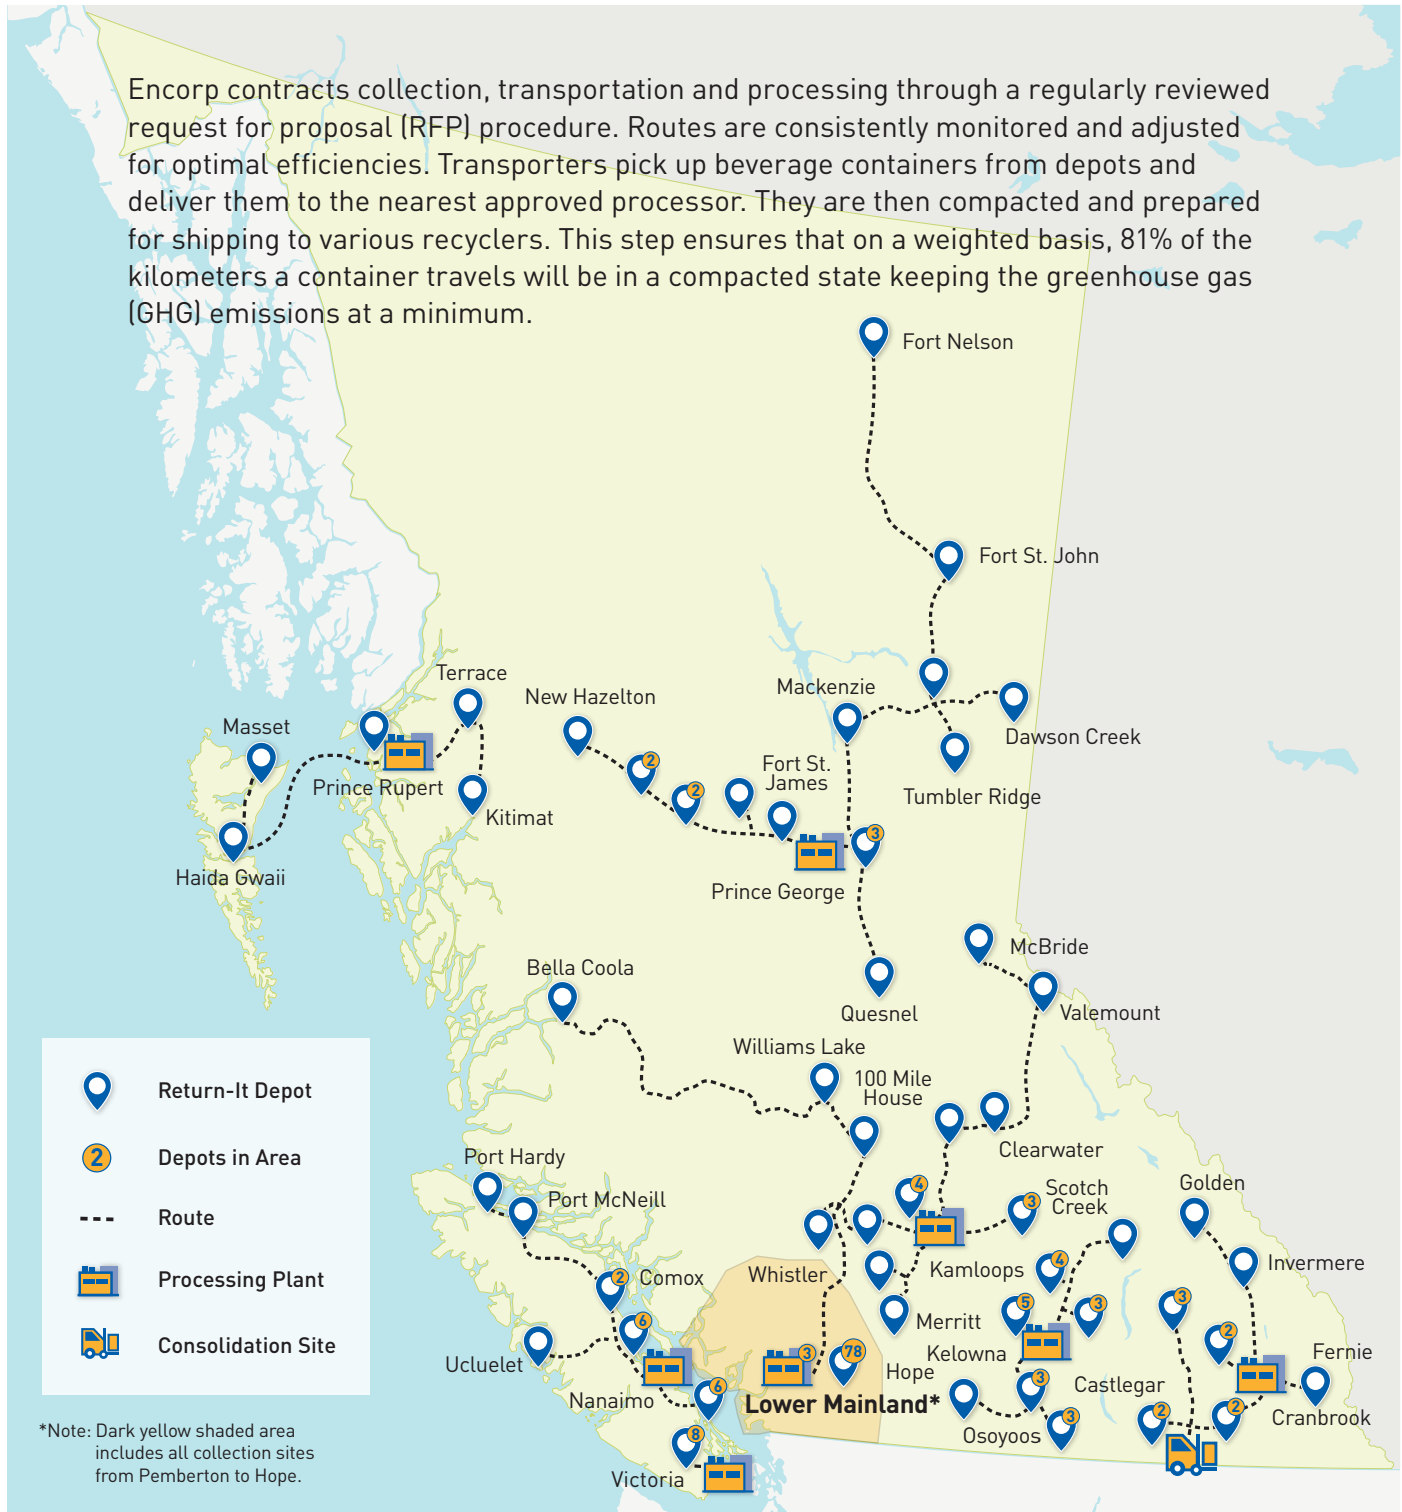 Encorp contracts collection, transportation and processing through a regularly reviewed
request for proposal (RFP) procedure. Routes are consistently monitored and adjusted
for optimal efficiencies. Transporters pick up beverage containers from depots and
deliver them to the nearest approved processor. They are then compacted and prepared
for shipping to various recyclers. This step ensures that on a weighted basis, 81% of the
kilometers a container travels will be in a compacted state keeping the greenhouse gas
(GHG) emissions at a minimum.
Fort Nelson
Fort St. John
Terrace
New Hazelton
Mackenzie
Masset
Dawson Creek
2
Fort St.
James
Prince Rupert
2
Tumbler Ridge
Kitimat
3
Haida Gwaii
Prince George
McBride
Bella Coola
Quesnel
Valemount
Williams Lake
100 Mile
House
Clearwater
Port Hardy
Port McNeill
4
3
Scotch
Creek
Golden
Whistler
Kamloops
4
Invermere
2
Comox
5
3
3
Merritt
6
2
Ucluelet
Kelowna
3
78
Hope
Fernie
Nanaimo
6
Lower Mainland*
3
Castlegar
Cranbrook
3
2
2
Osoyoos
8
Victoria
Return-It Depot
2
Depots in Area
Route
Processing Plant
Consolidation Site
*Note: Dark yellow shaded area
includes all collection sites
from Pemberton to Hope.